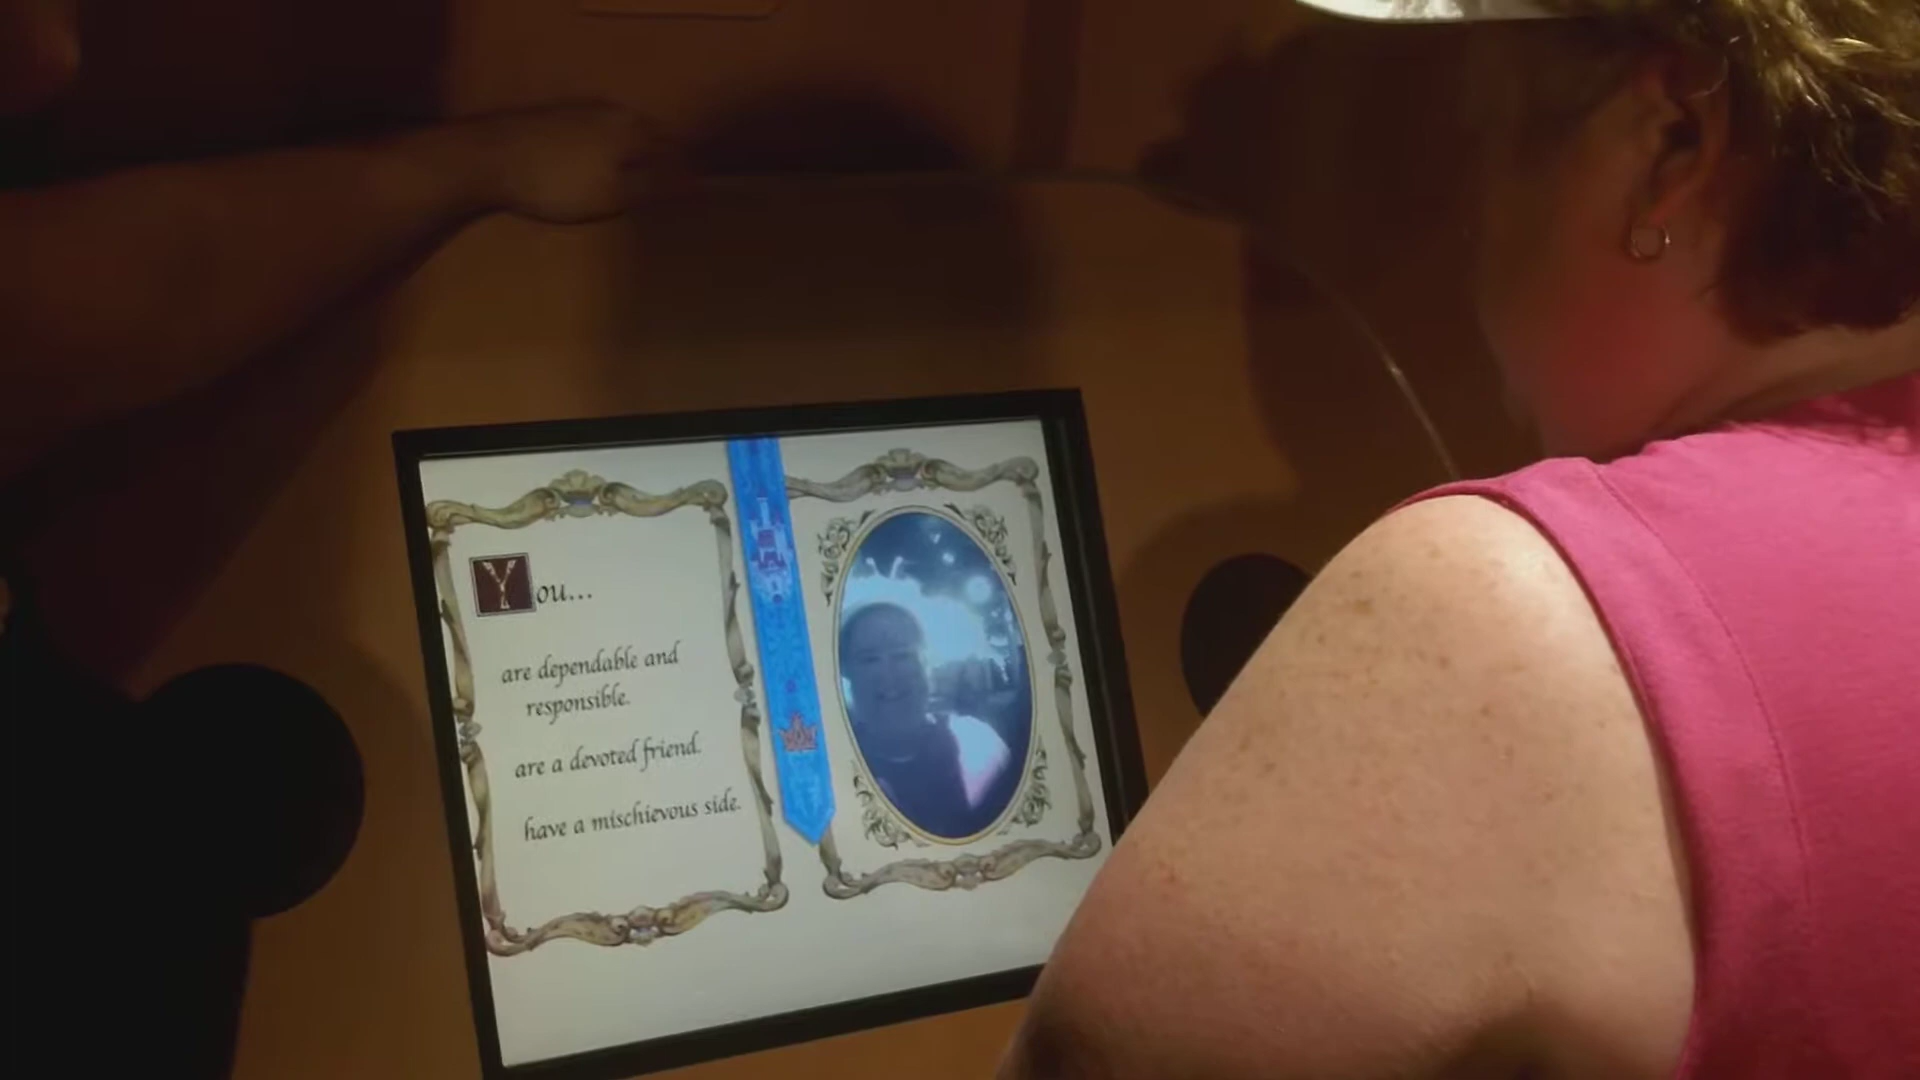 You...
are dependable and
responsible.
are a devoted friend.
have a mischievous side.